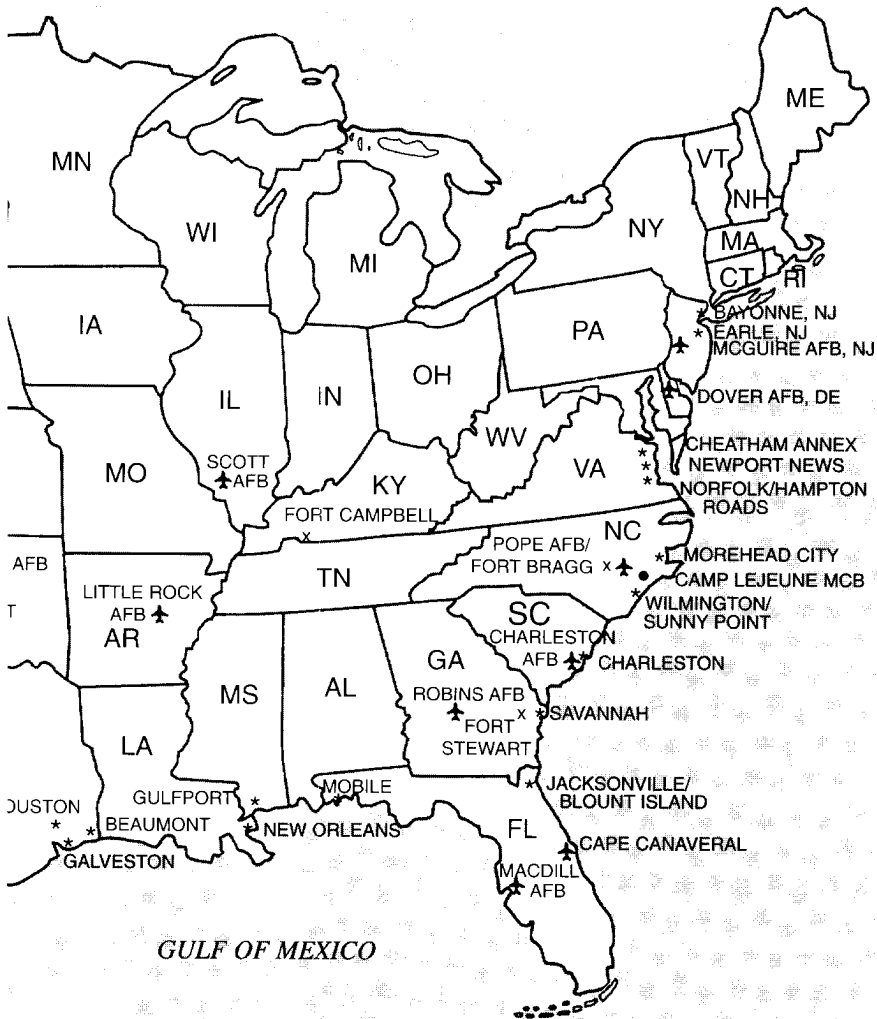 ME
VT
MN
NH
WI
NY
MA
MI
CT
RI
BAYONNE, NJ
IA
PA
EARLE, NJ
MCGUIRE AFB, NJ
OH
IL
IN
DOVER AFB, DE
WV
CHEATHAM ANNEX
MO
SCOTT
AFB
VA
NEWPORT NEWS
KY
NORFOLK/HAMPTON
ROADS
FORT CAMPBELL
NC
AFB
POPE AFB/
FORT BRAGG
MOREHEAD CITY
TN
CAMP LEJEUNE MCB
LITTLE ROCK
AFB
T
WILMINGTON/
SUNNY POINT
AR
SC
CHARLESTON
AFB
CHARLESTON
GA
MS
AL
ROBINS AFB
FORT
STEWART
SAVANNAH
LA
JACKSONVILLE/
BLOUNT ISLAND
GULFPORT
MOBILE
OUSTON
BEAUMONT
NEW ORLEANS
FL
GALVESTON
CAPE CANAVERAL
MACDILL
AFB
GULF OF MEXICO